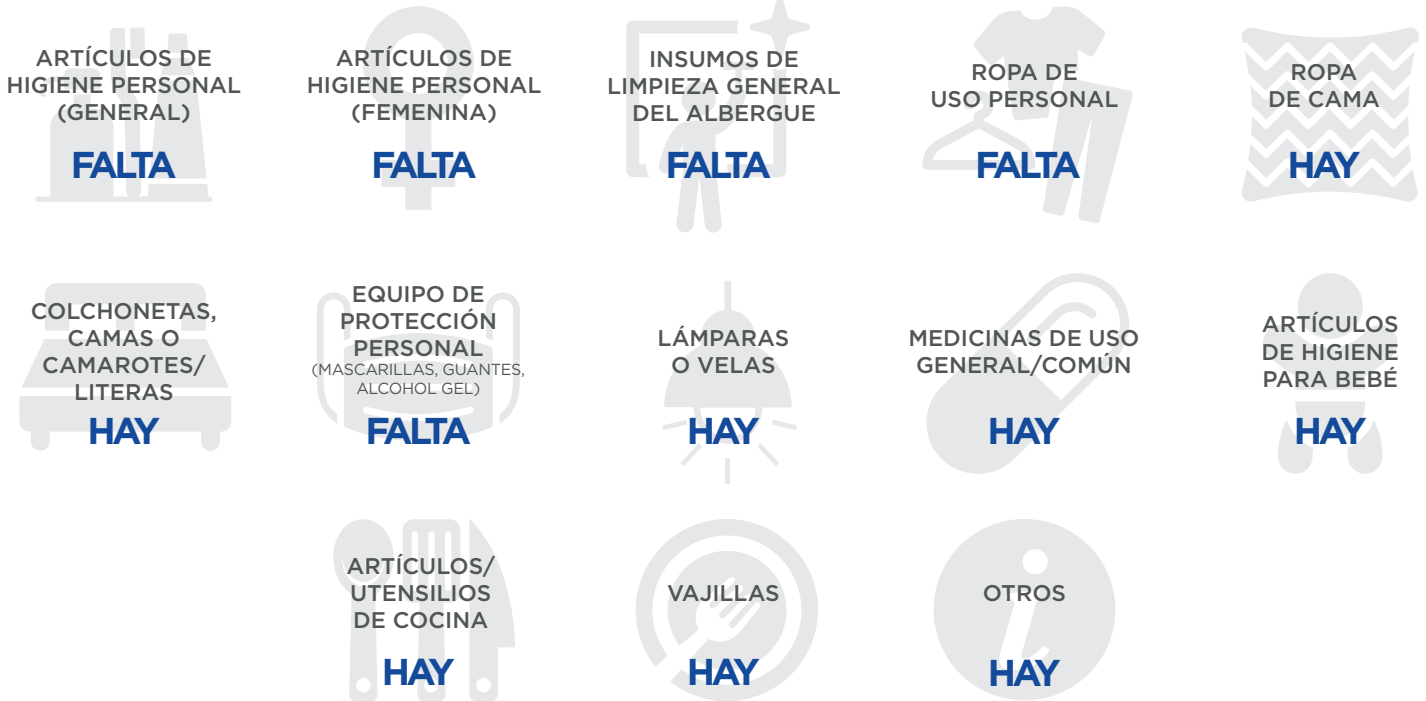 ARTÍCULOS DE
HIGIENE PERSONAL
(GENERAL)
FALTA
ARTÍCULOS DE
HIGIENE PERSONAL
(FEMENINA)
FALTA
INSUMOS DE
LIMPIEZA GENERAL
DEL ALBERGUE
FALTA
ROPA DE
USO PERSONAL
FALTA
ROPA
DE CAMA
HAY
COLCHONETAS,
CAMAS O
CAMAROTES/
LITERAS
HAY
EQUIPO DE
PROTECCIÓN
PERSONAL
(MASCARILLAS, GUANTES,
ALCOHOL GEL)
FALTA
LÁMPARAS
O VELAS
HAY
MEDICINAS DE USO
GENERAL/COMÚN
HAY
ARTÍCULOS
DE HIGIENE
PARA BEBÉ
HAY
ARTÍCULOS/
UTENSILIOS
DE COCINA
HAY
VAJILLAS
HAY
OTROS
HAY